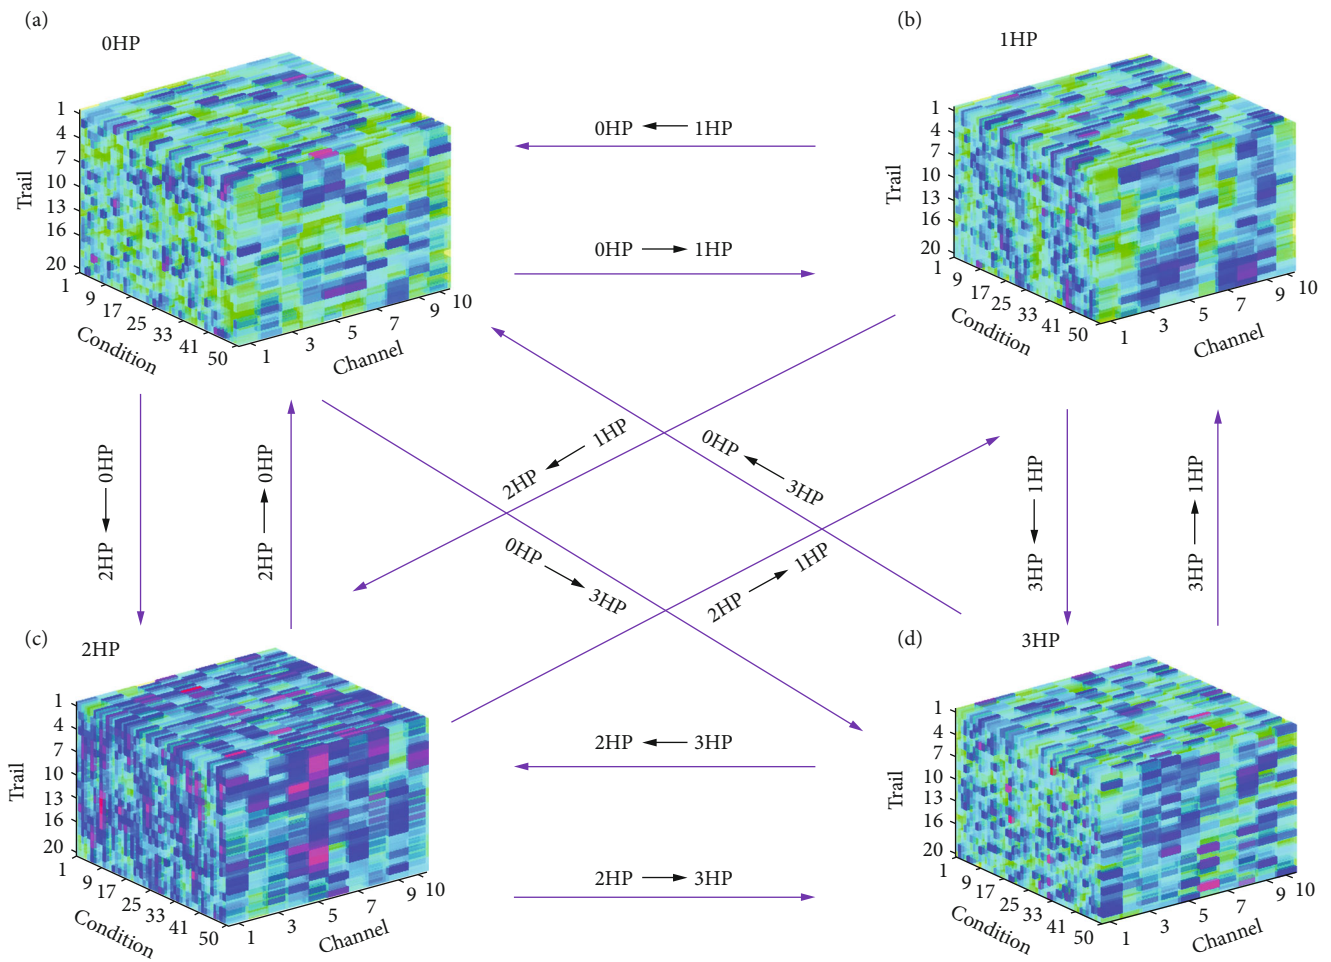 (a)
0HP
1
4
7
10
13
16
20
Trail
1
9
17
25
33
41
50
Condition
1
3
5
7
9
10
Channel
(b)
1HP
1
4
7
10
13
16
20
Trail
1
9
17
25
33
41
50
Condition
1
3
5
7
9
10
Channel
0HP ← 1HP
0HP → 1HP
0HP → 2HP
2HP → 0HP
1HP → 2HP
3HP → 0HP
0HP → 3HP
2HP → 1HP
1HP → 3HP
3HP → 1HP
(c)
2HP
1
4
7
10
13
16
20
Trail
1
9
17
25
33
41
50
Condition
1
3
5
7
9
10
Channel
2HP ← 3HP
2HP → 3HP
(d)
3HP
1
4
7
10
13
16
20
Trail
1
9
17
25
33
41
50
Condition
1
3
5
7
9
10
Channel